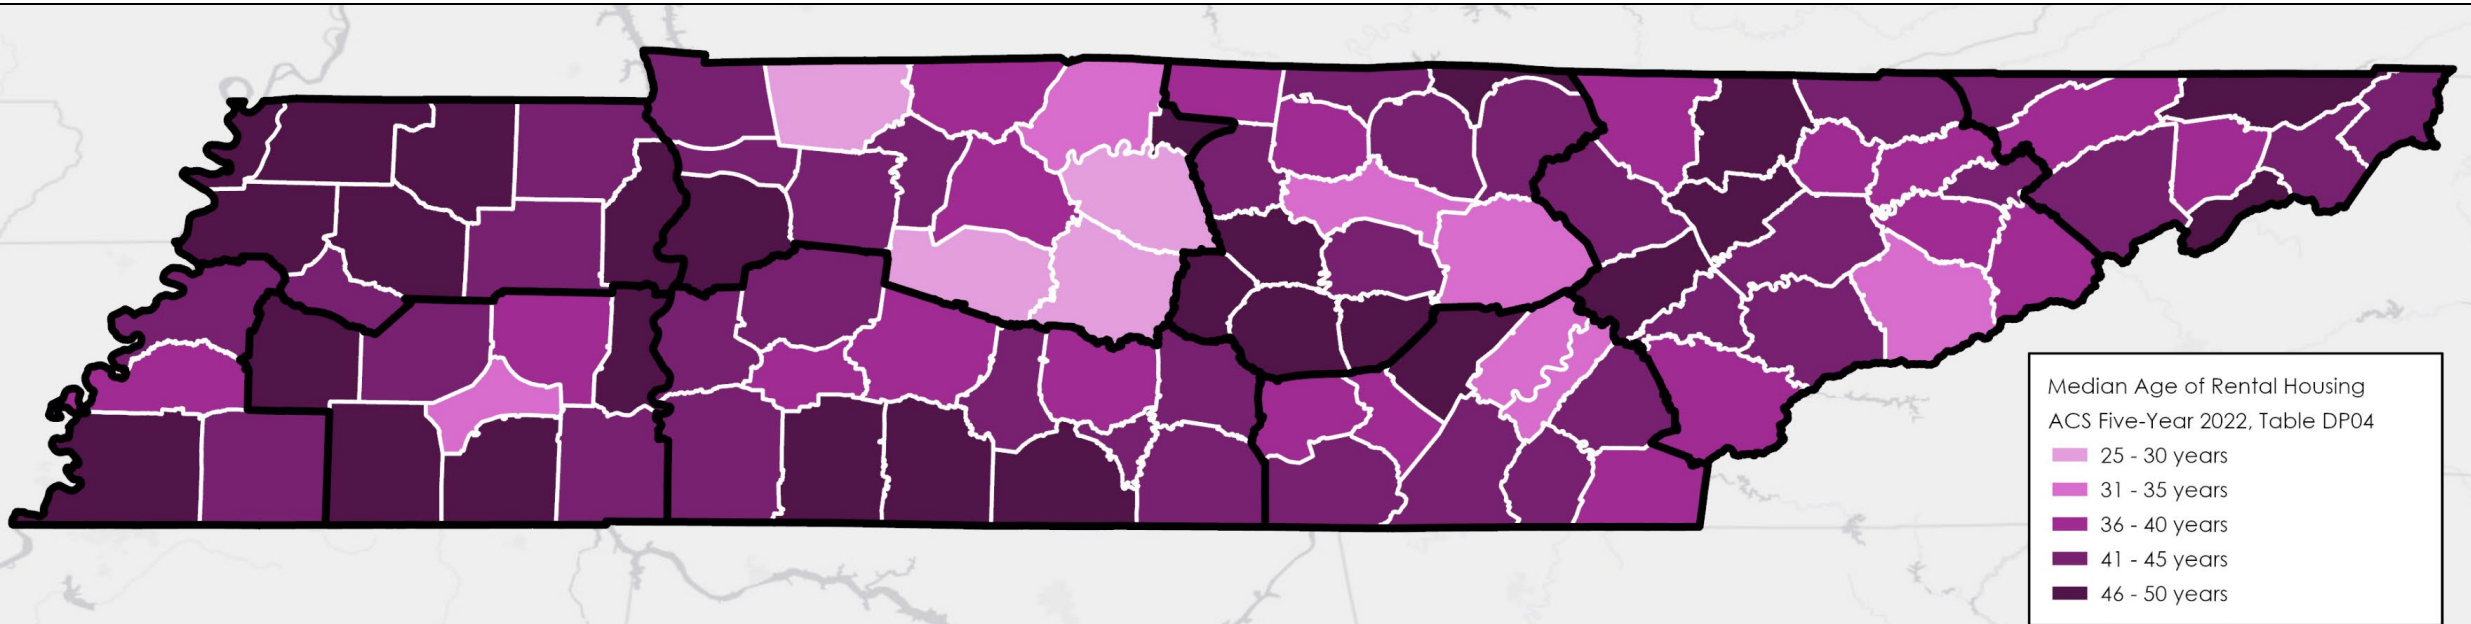 Median Age of Rental Housing
ACS Five-Year 2022, Table DP04
25 - 30 years
31 - 35 years
36 - 40 years
41 - 45 years
46 - 50 years